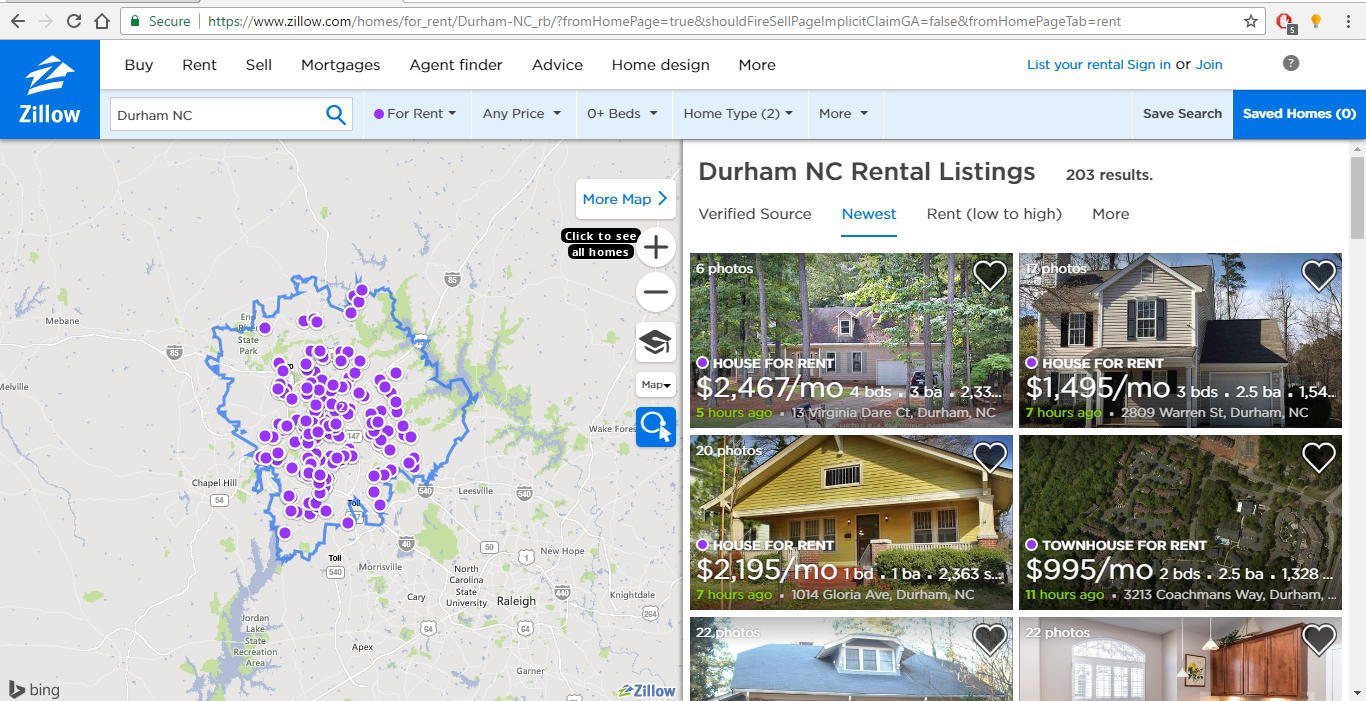 Secure
https://www.zillow.com/homes/for_rent/Durham-NC_rb/?fromHomePage=true&shouldFireSellPageImplicitClaimGA=false&fromHomePageTab=rent
5
Zillow
Buy Rent Sell Mortgages Agent finder Advice Home design More
List your rental Sign in or Join
?
Durham NC
For Rent Any Price 0+ Beds Home Type (2) More
Save Search Saved Homes (0)
More Map
Click to see
all homes
Map
Mebane
85
85
Eno
River
State
Park
Melville
2
147
Wake Fores
Chapel Hill
54
Toll
540
Leesville
540
Toll
540
40
Morrisville
50
1
New Hope
North
Carolina
State
University
Cary
Raleigh
440
Knightdale
264
64
64
Jordan
Lake
State
Recreation
Area
Apex
Garner
bing
Zillow
Durham NC Rental Listings 203 results.
Verified Source Newest Rent (low to high) More
6 photos
HOUSE FOR RENT
$2,467/mo 4 bds . 3 ba . 2,33...
5 hours ago ▪ 13 Virginia Dare Ct, Durham, NC
17 photos
HOUSE FOR RENT
$1,495/mo 3 bds . 2.5 ba . 1,54...
7 hours ago ▪ 2809 Warren St, Durham, NC
20 photos
HOUSE FOR RENT
$2,195/mo 1 bd . 1 ba . 2,363 s...
7 hours ago ▪ 1014 Gloria Ave, Durham, NC
TOWNHOUSE FOR RENT
$995/mo 2 bds . 2.5 ba . 1,328 ...
11 hours ago ▪ 3213 Coachmans Way, Durham, ...
22 photos
22 photos